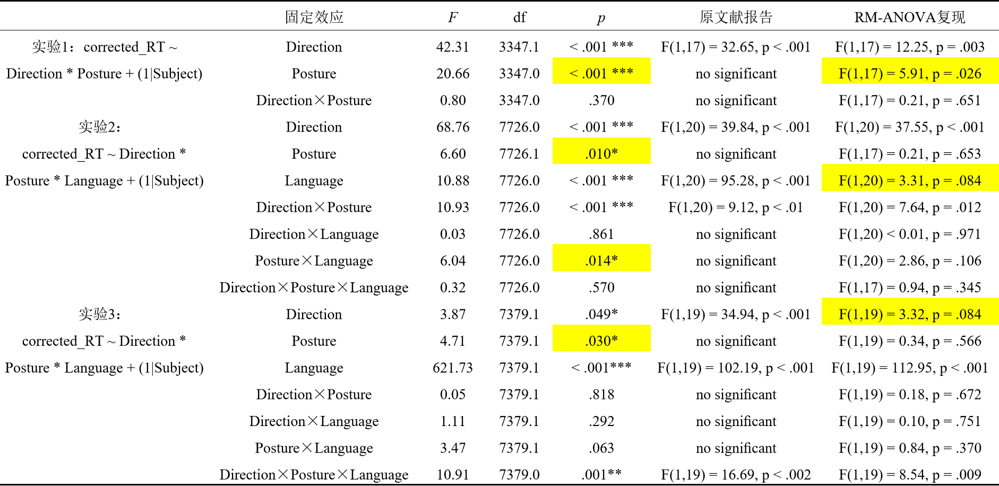 固定效应 F df p 原文献报告 RM-ANOVA复现
实验1：corrected_RT ~ Direction 42.31 3347.1 < .001 *** F(1,17) = 32.65, p < .001 F(1,17) = 12.25, p = .003
Direction * Posture + (1|Subject) Posture 20.66 3347.0 < .001 *** no significant F(1,17) = 5.91, p = .026
Direction×Posture 0.80 3347.0 .370 no significant F(1,17) = 0.21, p = .651
实验2： Direction 68.76 7726.0 < .001 *** F(1,20) = 39.84, p < .001 F(1,20) = 37.55, p < .001
corrected_RT ~ Direction * Posture 6.60 7726.1 .010* no significant F(1,17) = 0.21, p = .653
Posture * Language + (1|Subject) Language 10.88 7726.0 < .001 *** F(1,20) = 95.28, p < .001 F(1,20) = 3.31, p = .084
Direction×Posture 10.93 7726.0 < .001 *** F(1,20) = 9.12, p < .01 F(1,20) = 7.64, p = .012
Direction×Language 0.03 7726.0 .861 no significant F(1,20) < 0.01, p = .971
Posture×Language 6.04 7726.0 .014* no significant F(1,20) = 2.86, p = .106
Direction×Posture×Language 0.32 7726.0 .570 no significant F(1,17) = 0.94, p = .345
实验3： Direction 3.87 7379.1 .049* F(1,19) = 34.94, p < .001 F(1,19) = 3.32, p = .084
corrected_RT ~ Direction * Posture 4.71 7379.1 .030* no significant F(1,19) = 0.34, p = .566
Posture * Language + (1|Subject) Language 621.73 7379.1 < .001*** F(1,19) = 102.19, p < .001 F(1,19) = 112.95, p < .001
Direction×Posture 0.05 7379.1 .818 no significant F(1,19) = 0.18, p = .672
Direction×Language 1.11 7379.1 .292 no significant F(1,19) = 0.10, p = .751
Posture×Language 3.47 7379.1 .063 no significant F(1,19) = 0.84, p = .370
Direction×Posture×Language 10.91 7379.0 .001** F(1,19) = 16.69, p < .002 F(1,19) = 8.54, p = .009